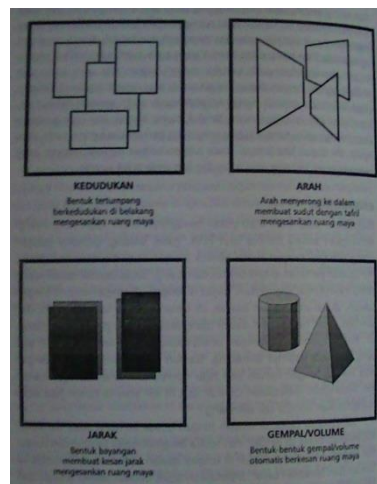 KEDUDUKAN
Bentuk tertumpang
berkedudukan di belakang
mengesankan ruang maya
ARAH
Arah menyerong ke dalam
membuat sudut dengan tafril
mengesankan ruang maya
JARAK
Bentuk bayangan
membuat kesan jarak
mengesankan ruang maya
GEMPAL/VOLUME
Bentuk-bentuk gempal/volume
otomatis berkesan ruang maya